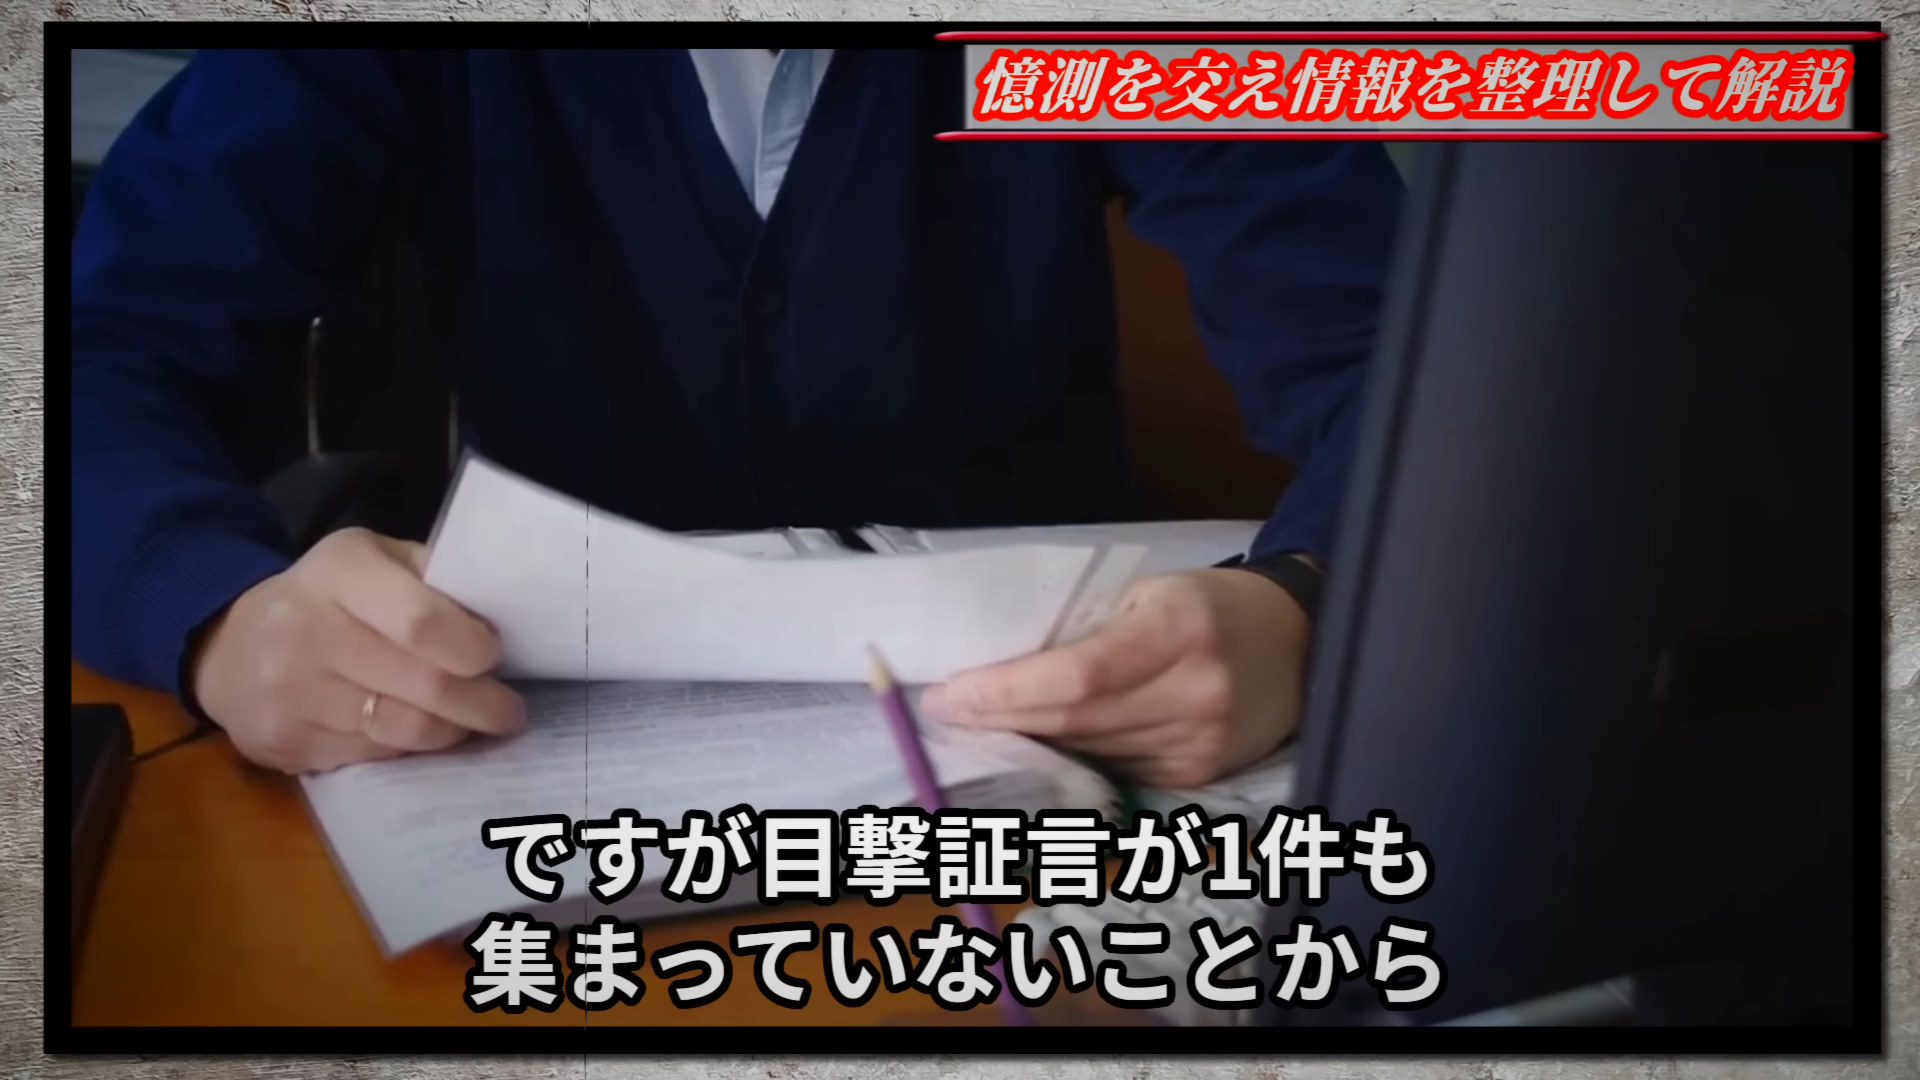 憶測を交え情報を整理して解説
ですが目撃証言が1件も
集まっていないことから